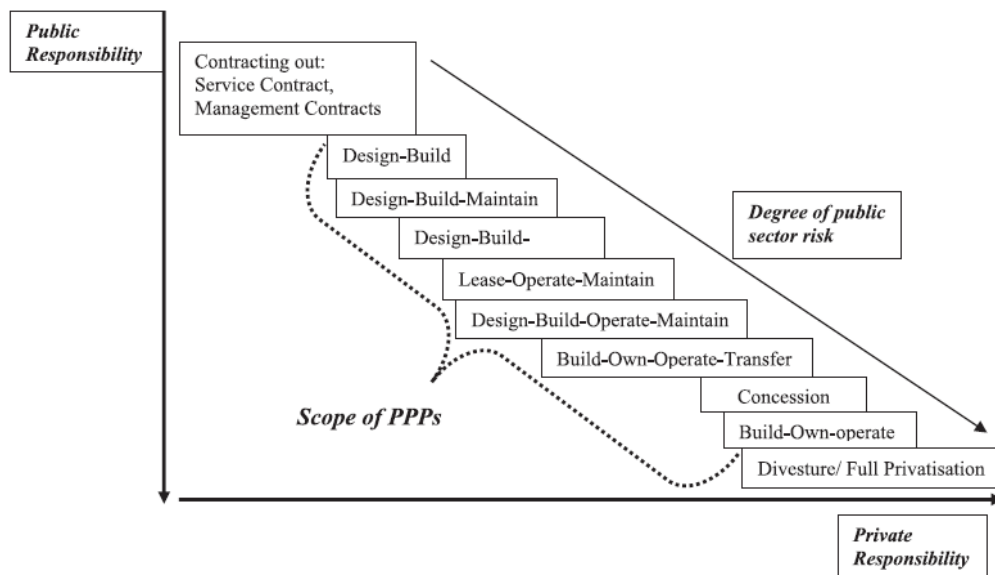 Public
Responsibility
Contracting out:
Service Contract,
Management Contracts
Design-Build
Design-Build-Maintain
Design-Build-
Lease-Operate-Maintain
Design-Build-Operate-Maintain
Build-Own-Operate-Transfer
Concession
Build-Own-operate
Divesture/ Full Privatisation
Degree of public
sector risk
Scope of PPPs
Private
Responsibility